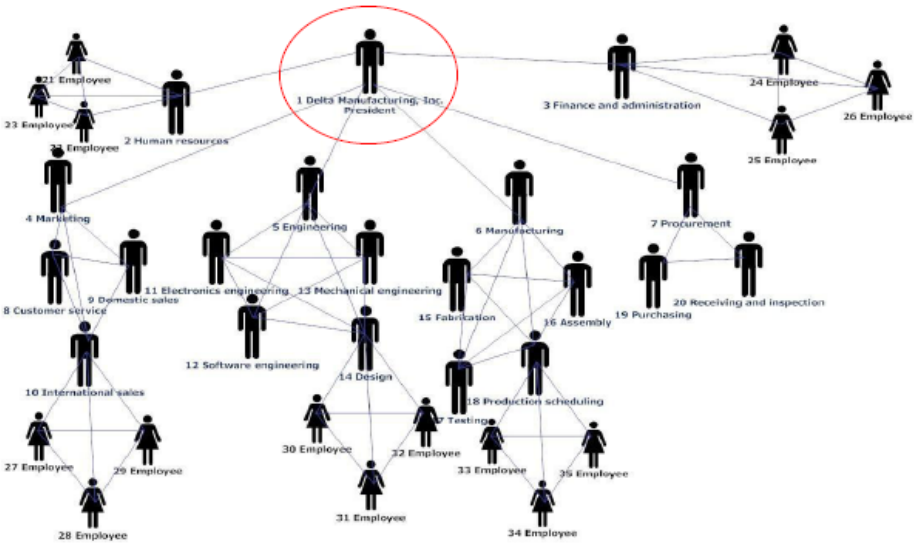 21 Employee
23 Employee
Employee
2 Human resources
1 Delta Manufacturing, Inc.
President
3 Finance and administration
24 Employee
26 Employee
25 Employee
4 Marketing
5 Engineering
6 Manufacturing
7 Procurement
8 Customer service
9 Domestic sales
11 Electronics engineering
13 Mechanical engineering
15 Fabrication
16 Assembly
19 Purchasing
20 Receiving and inspection
10 International sales
12 Software engineering
14 Design
7 Testing
18 Production scheduling
27 Employee
29 Employee
28 Employee
30 Employee
32 Employee
31 Employee
33 Employee
35 Employee
34 Employee